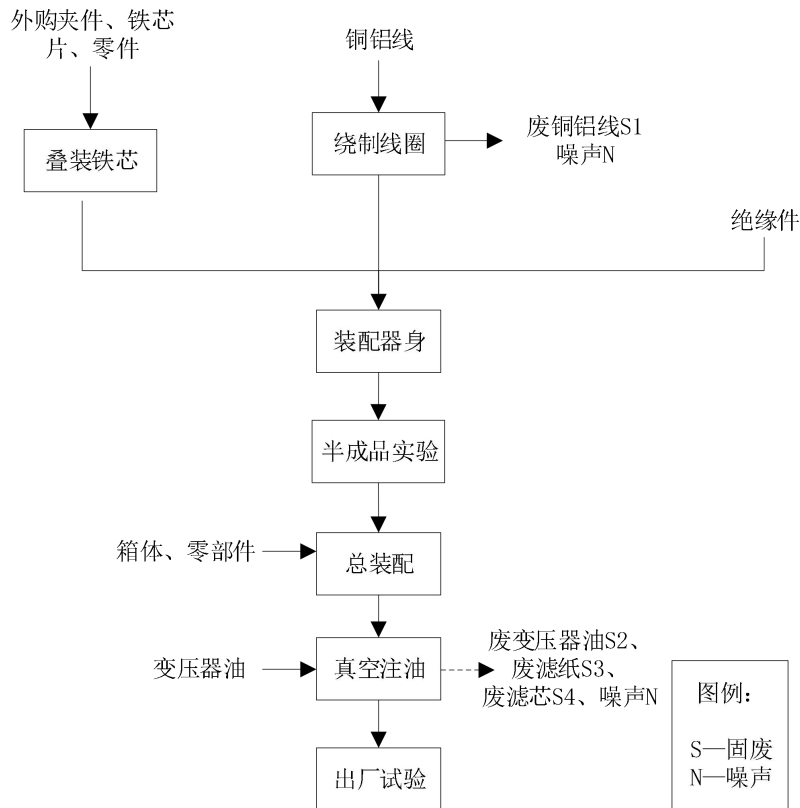 外购夹件、铁芯
片、零件
铜铝线
叠装铁芯
绕制线圈
废铜铝线S1
噪声N
绝缘件
装配器身
半成品实验
箱体、零部件
总装配
变压器油
真空注油
废变压器油S2、
废滤纸S3、
废滤芯S4、噪声N
出厂试验
图例：
S—固废
N—噪声